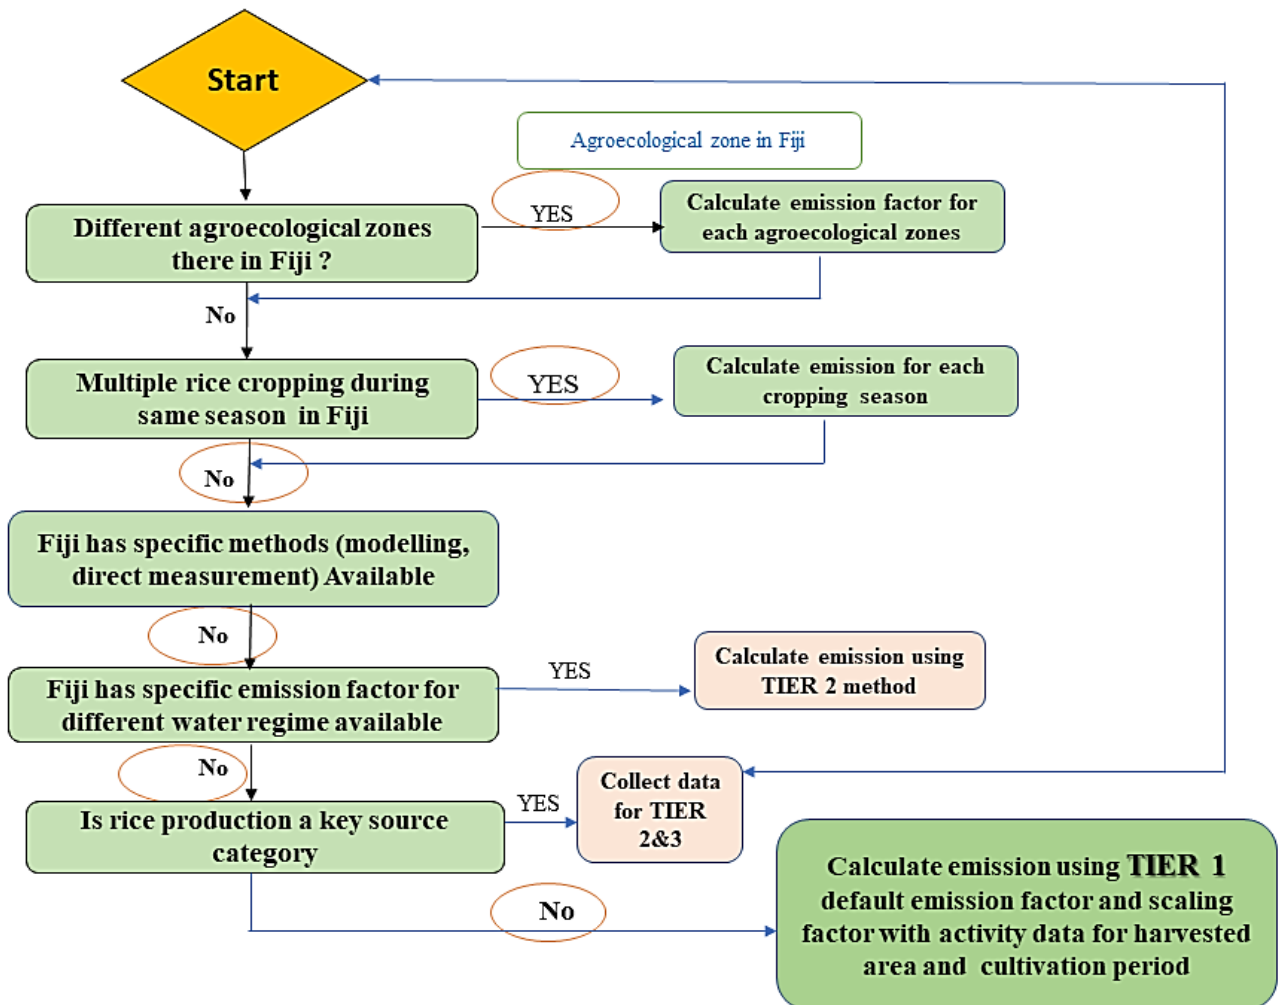 Start
Agroecological zone in Fiji
Different agroecological zones
there in Fiji ?
YES
Calculate emission factor for
each agroecological zones
No
Multiple rice cropping during
same season in Fiji
YES
Calculate emission for each
cropping season
No
Fiji has specific methods (modelling,
direct measurement) Available
No
Fiji has specific emission factor for
different water regime available
YES
Calculate emission using
TIER 2 method
No
Is rice production a key source
category
YES
Collect data
for TIER
2&3
No
Calculate emission using TIER 1
default emission factor and scaling
factor with activity data for harvested
area and cultivation period